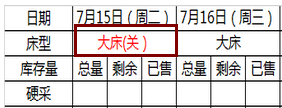 日期 7月15日（周二） 7月16日（周三）
床型 大床(关） 大床
库存量 总量 剩余 已售 总量 剩余 已售
硬采